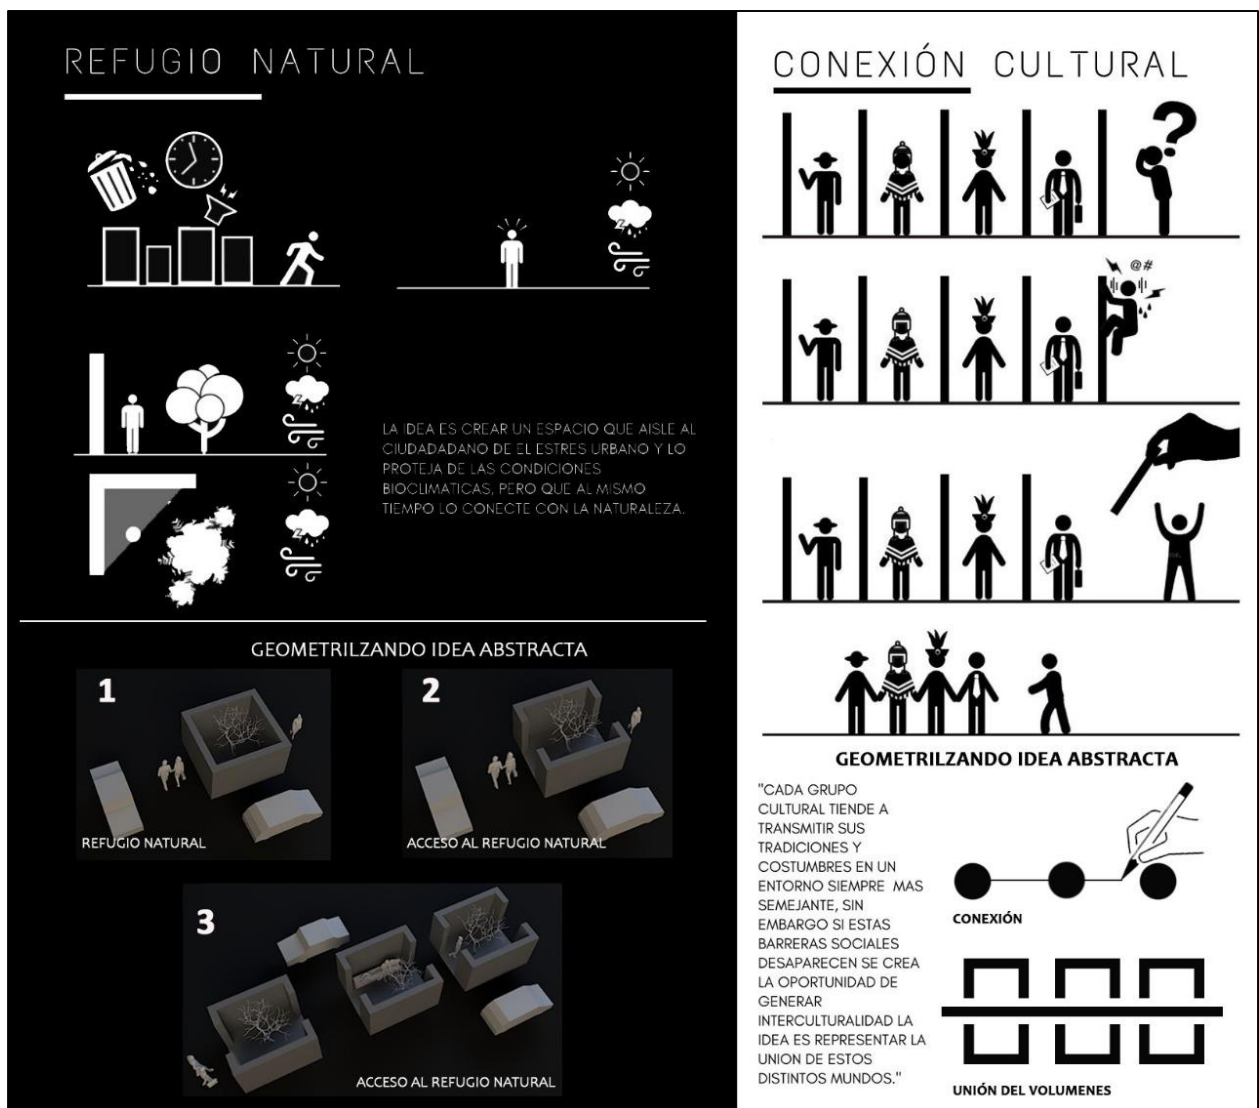 REFUGIO NATURAL
LA IDEA ES CREAR UN ESPACIO QUE AISLE AL
CIUDADADANO DE EL ESTRES URBANO Y LO
PROTEJA DE LAS CONDICIONES
BIOCLIMATICAS, PERO QUE AL MISMO
TIEMPO LO CONECTE CON LA NATURALEZA.
GEOMETRILZANDO IDEA ABSTRACTA
1
REFUGIO NATURAL
2
ACCESO AL REFUGIO NATURAL
3
ACCESO AL REFUGIO NATURAL
CONEXIÓN CULTURAL
?
@#
GEOMETRILZANDO IDEA ABSTRACTA
"CADA GRUPO
CULTURAL TIENDE A
TRANSMITIR SUS
TRADICIONES Y
COSTUMBRES EN UN
ENTORNO SIEMPRE MAS
SEMEJANTE, SIN
EMBARGO SI ESTAS
BARRERAS SOCIALES
DESAPARECEN SE CREA
LA OPORTUNIDAD DE
GENERAR
INTERCULTURALIDAD LA
IDEA ES REPRESENTAR LA
UNION DE ESTOS
DISTINTOS MUNDOS."
CONEXIÓN
UNIÓN DEL VOLUMENES